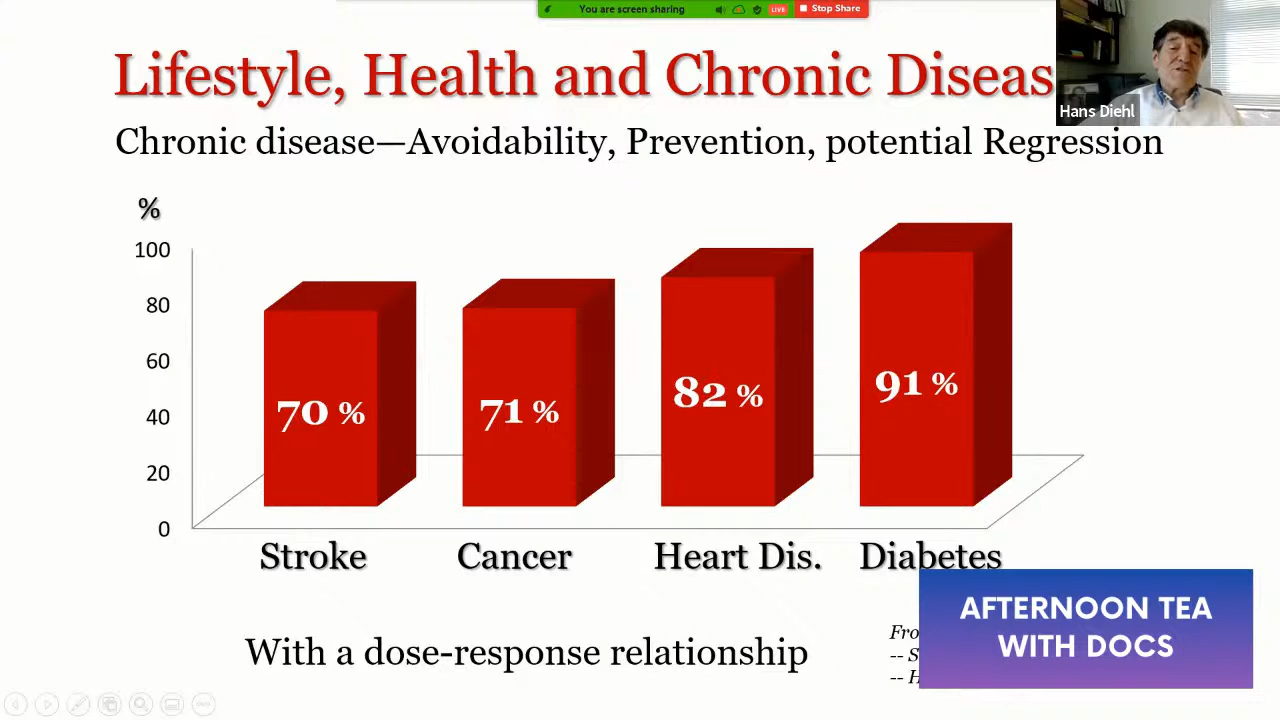 You are screen sharing
LIVE
Stop Share
Lifestyle, Health and Chronic Diseas
Hans Diehl
Chronic disease—Avoidability, Prevention, potential Regression
%
100
80
60
40
20
0
70 %
71 %
82 %
91 %
Stroke
Cancer
Heart Dis.
Diabetes
With a dose-response relationship
AFTERNOON TEA
WITH DOCS